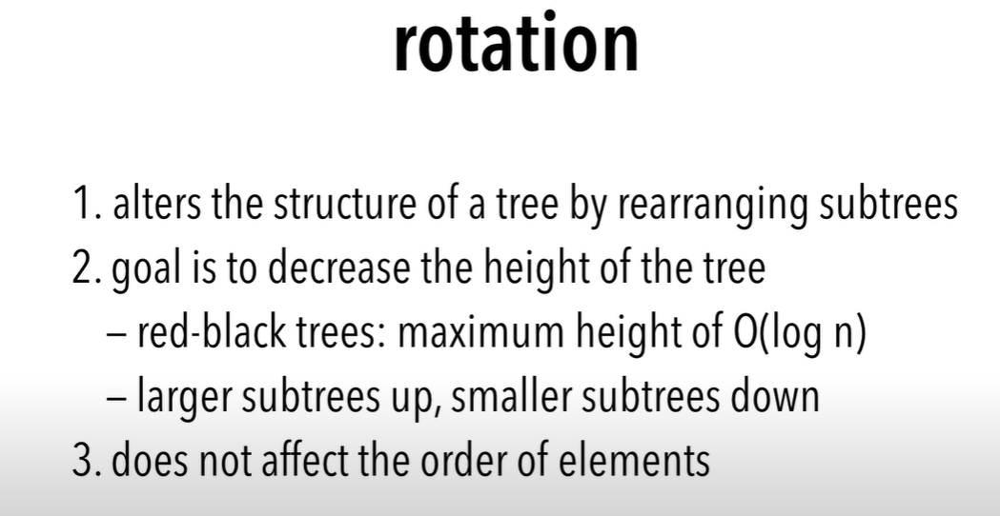 rotation
1. alters the structure of a tree by rearranging subtrees
2. goal is to decrease the height of the tree
– red-black trees: maximum height of O(log n)
– larger subtrees up, smaller subtrees down
3. does not affect the order of elements